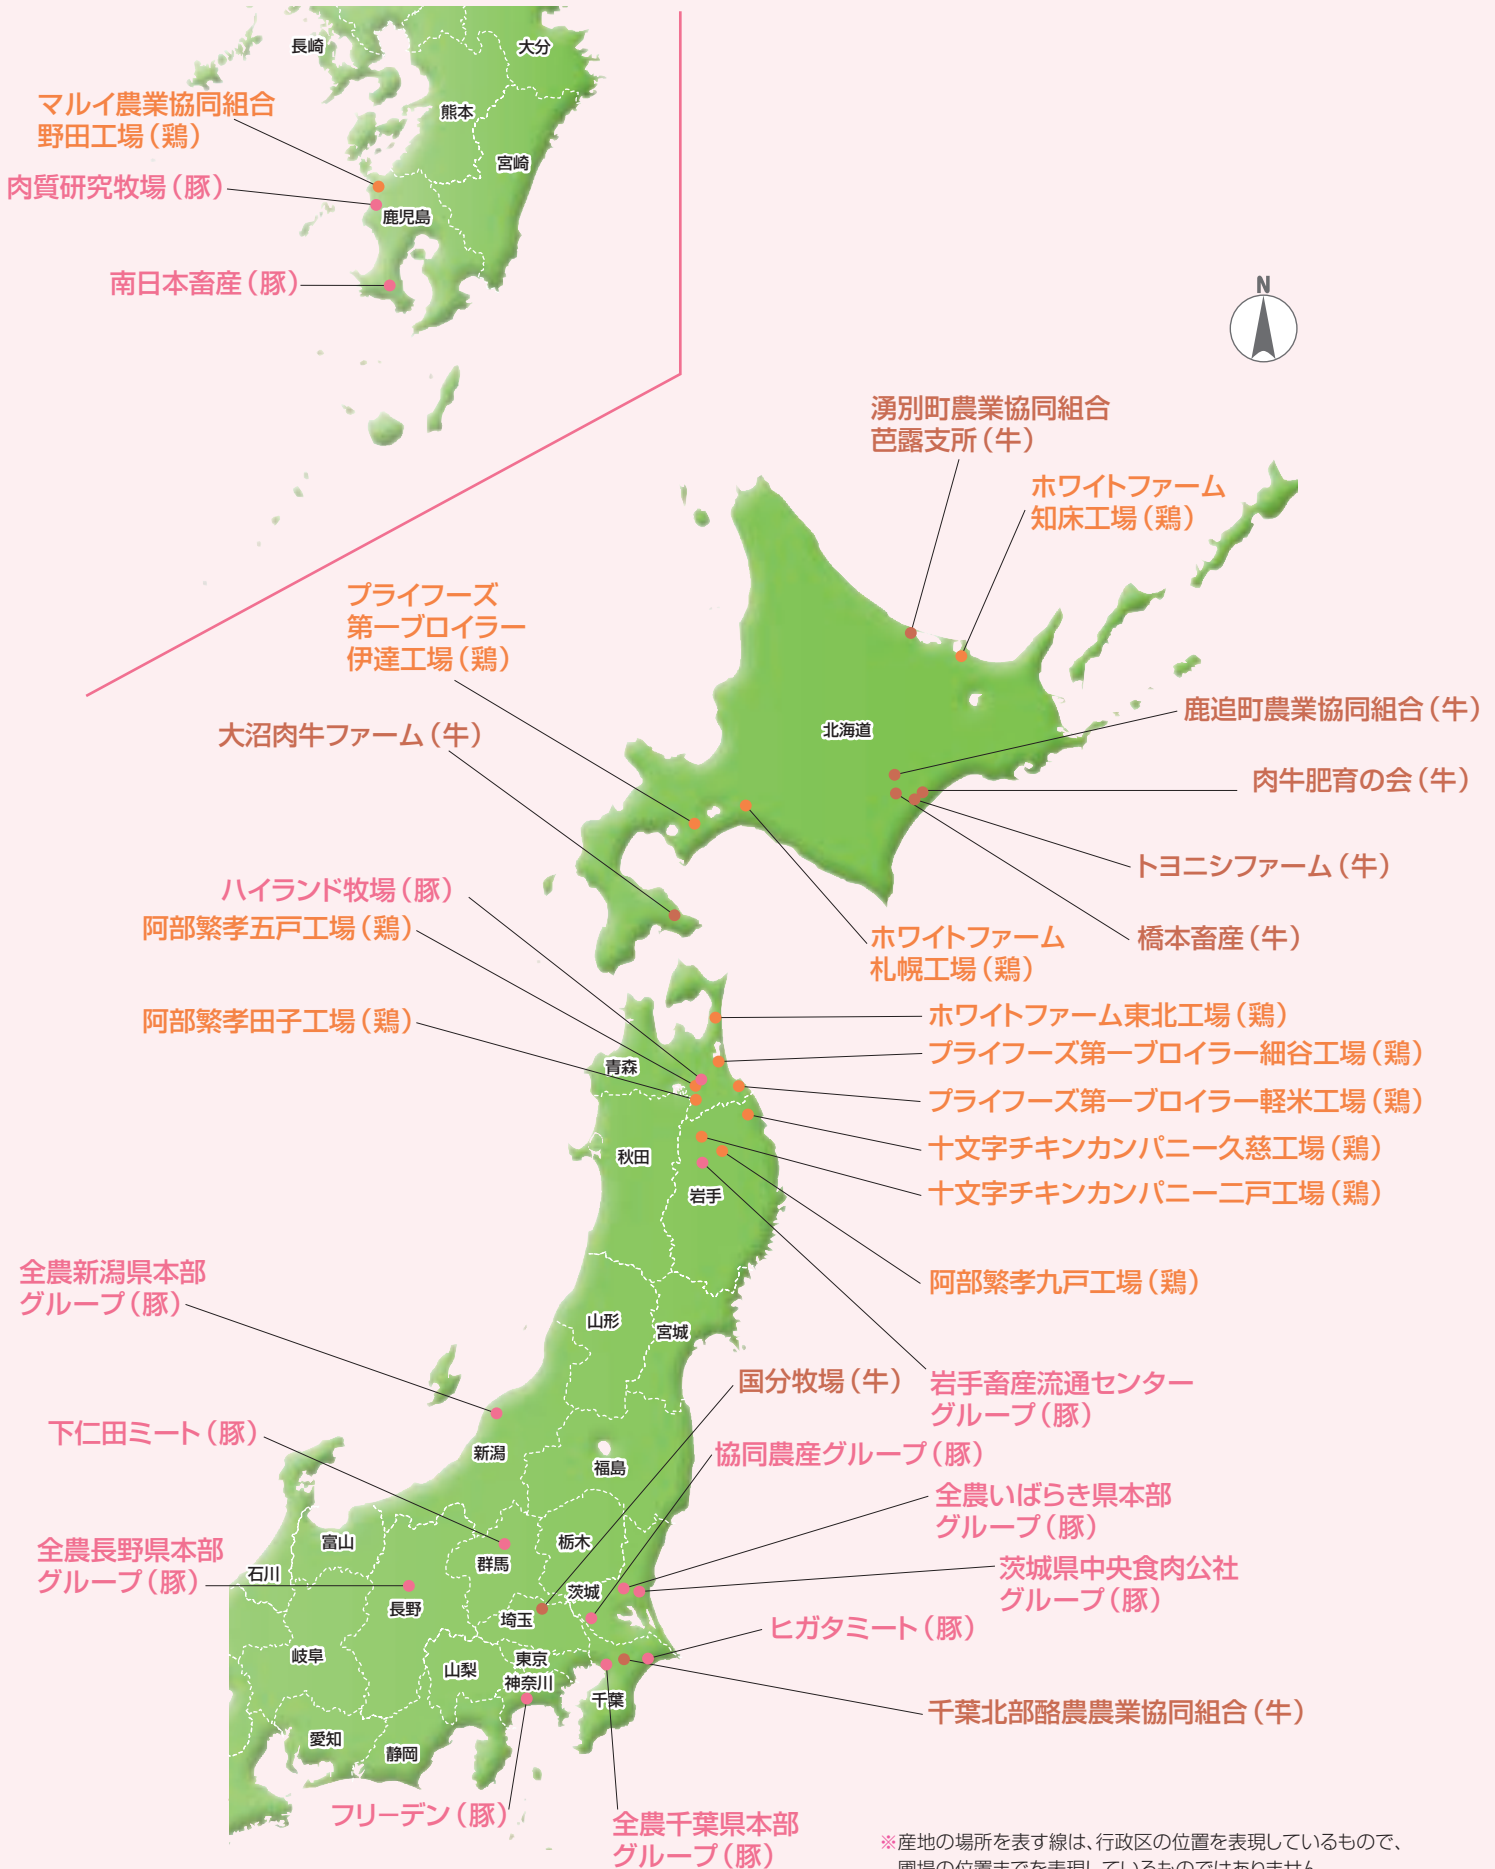 長崎
大分
マルイ農業協同組合
野田工場（鶏）
熊本
宮崎
肉質研究牧場（豚）
鹿児島
南日本畜産（豚）
N
湧別町農業協同組合
芭露支所（牛）
ホワイトファーム
知床工場（鶏）
プライフーズ
第一ブロイラー
伊達工場（鶏）
大沼肉牛ファーム（牛）
北海道
鹿追町農業協同組合（牛）
肉牛肥育の会（牛）
トヨニシファーム（牛）
橋本畜産（牛）
ホワイトファーム
札幌工場（鶏）
ハイランド牧場（豚）
阿部繁孝五戸工場（鶏）
阿部繁孝田子工場（鶏）
ホワイトファーム東北工場（鶏）
プライフーズ第一ブロイラー細谷工場（鶏）
青森
プライフーズ第一ブロイラー軽米工場（鶏）
十文字チキンカンパニー久慈工場（鶏）
秋田
十文字チキンカンパニー二戸工場（鶏）
岩手
阿部繁孝九戸工場（鶏）
全農新潟県本部
グループ（豚）
山形
宮城
国分牧場（牛）
岩手畜産流通センター
グループ（豚）
下仁田ミート（豚）
新潟
福島
協同農産グループ（豚）
全農いばらき県本部
グループ（豚）
富山
栃木
群馬
全農長野県本部
グループ（豚）
石川
茨城
茨城県中央食肉公社
グループ（豚）
長野
埼玉
ヒガタミート（豚）
岐阜
山梨
東京
神奈川
千葉
千葉北部酪農農業協同組合（牛）
愛知
静岡
フリーデン（豚）
全農千葉県本部
グループ（豚）
※産地の場所を表す線は、行政区の位置を表現しているもので、
圃場の位置までを表現しているものではありません